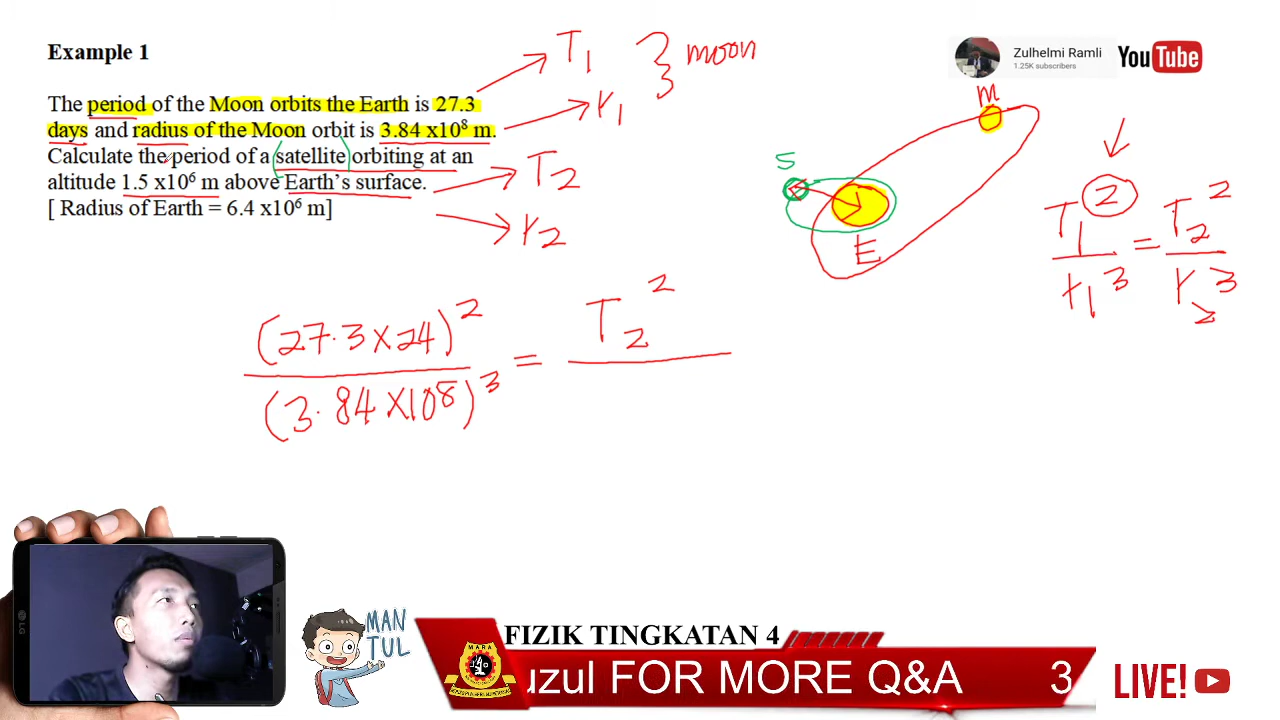 Example 1
The period of the Moon orbits the Earth is 27.3
days and radius of the Moon orbit is 3.84 x10⁸ m.
Calculate the period of a satellite orbiting at an
altitude 1.5 x10⁶ m above Earth's surface.
[ Radius of Earth = 6.4 x10⁶ m]
T₁
r₁
} moon
T₂
r₂
Zulhelmi Ramli
1.25K subscribers
YouTube
m
S
E
T₁² / r₁³ = T₂² / r₂³
(27.3×24)² / (3.84×10⁸)³ = T₂²
LG
MAN
TUL
MARA
FIZIK TINGKATAN 4
uzul FOR MORE Q&A 3
LIVE!